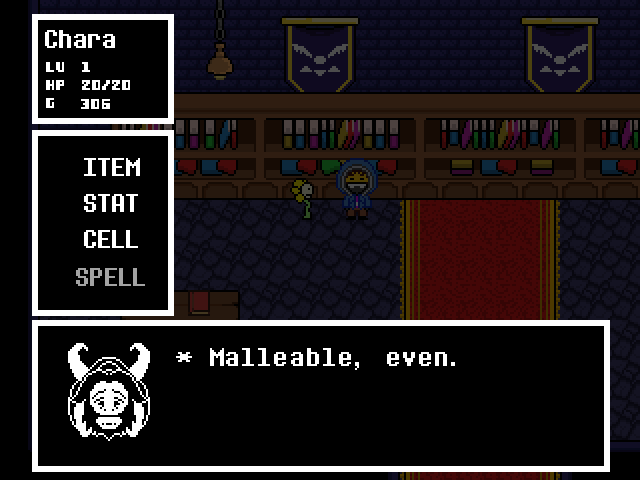 Chara
LV 1
HP 20/20
G 306
ITEM
STAT
CELL
SPELL
* Malleable, even.